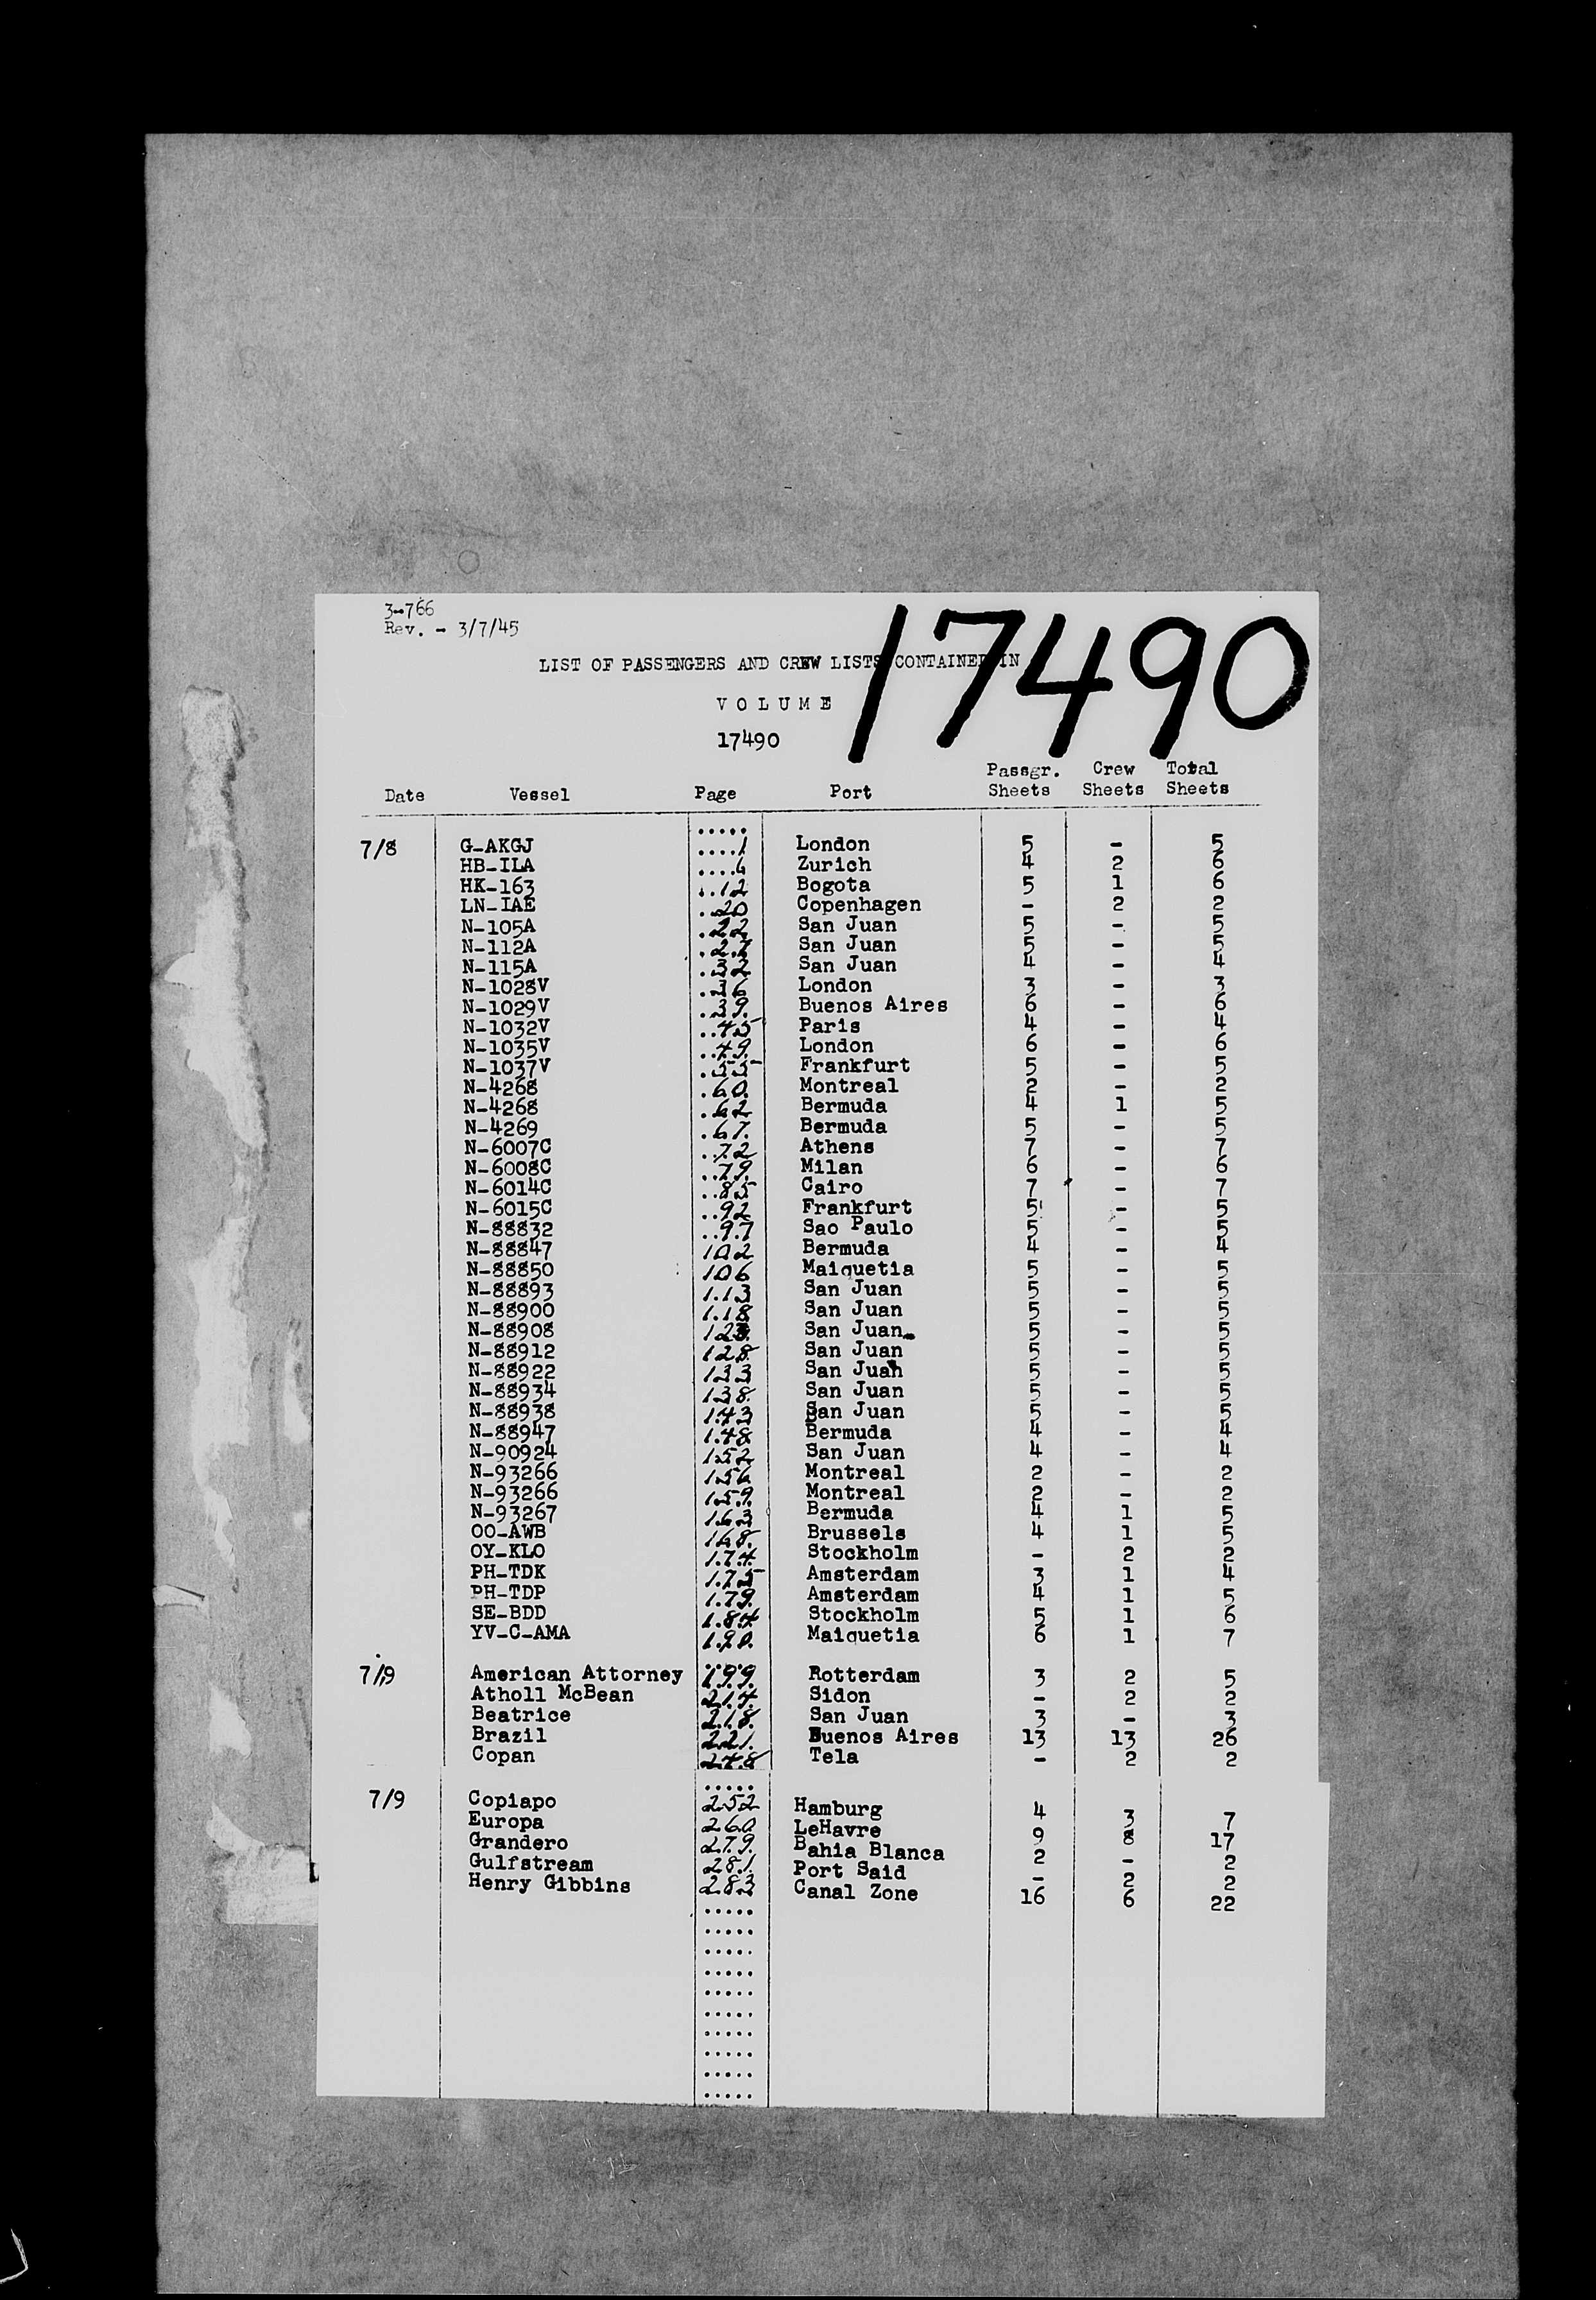 3-766
Rev. - 3/7/45
17490
LIST OF PASSENGERS AND CREW LISTS CONTAINED IN
VOLUME
17490
Date Vessel Page Port Passgr. Sheets Crew Sheets Total Sheets
7/8 G-AKGJ 1 London 5 - 5
HB-ILA 6 Zurich 4 2 6
HK-163 12 Bogota 5 1 6
LN-IAE 20 Copenhagen - 2 2
N-105A 22 San Juan 5 - 5
N-112A 27 San Juan 5 - 5
N-115A 32 San Juan 4 - 4
N-1028V 36 London 3 - 3
N-1029V 39 Buenos Aires 6 - 6
N-1032V 45 Paris 4 - 4
N-1035V 49 London 6 - 6
N-1037V 55 Frankfurt 5 - 5
N-4268 60 Montreal 2 - 2
N-4268 62 Bermuda 4 1 5
N-4269 67 Bermuda 5 - 5
N-6007C 72 Athens 7 - 7
N-6008C 79 Milan 6 - 6
N-6014C 85 Cairo 7 - 7
N-6015C 92 Frankfurt 5 - 5
N-88832 97 Sao Paulo 5 - 5
N-88847 102 Bermuda 4 - 4
N-88850 106 Maiquetia 5 - 5
N-88893 113 San Juan 5 - 5
N-88900 118 San Juan 5 - 5
N-88908 123 San Juan 5 - 5
N-88912 128 San Juan 5 - 5
N-88922 133 San Juan 5 - 5
N-88934 138 San Juan 5 - 5
N-88938 143 San Juan 5 - 5
N-88947 148 Bermuda 4 - 4
N-90924 152 San Juan 4 - 4
N-93266 156 Montreal 2 - 2
N-93266 159 Montreal 2 - 2
N-93267 163 Bermuda 4 1 5
OO-AWB 168 Brussels 4 1 5
OY-KLO 174 Stockholm - 2 2
PH-TDK 175 Amsterdam 3 1 4
PH-TDP 179 Amsterdam 4 1 5
SE-BDD 184 Stockholm 5 1 6
YV-C-AMA 190 Maiquetia 6 1 7
7/9 American Attorney 199 Rotterdam 3 2 5
Atholl McBean 214 Sidon - 2 2
Beatrice 218 San Juan 3 - 3
Brazil 221 Buenos Aires 13 13 26
Copan 248 Tela - 2 2
7/9 Copiapo 252 Hamburg 4 3 7
Europa 260 LeHavre 9 8 17
Grandero 279 Bahia Blanca 2 - 2
Gulfstream 281 Port Said - 2 2
Henry Gibbins 283 Canal Zone 16 6 22